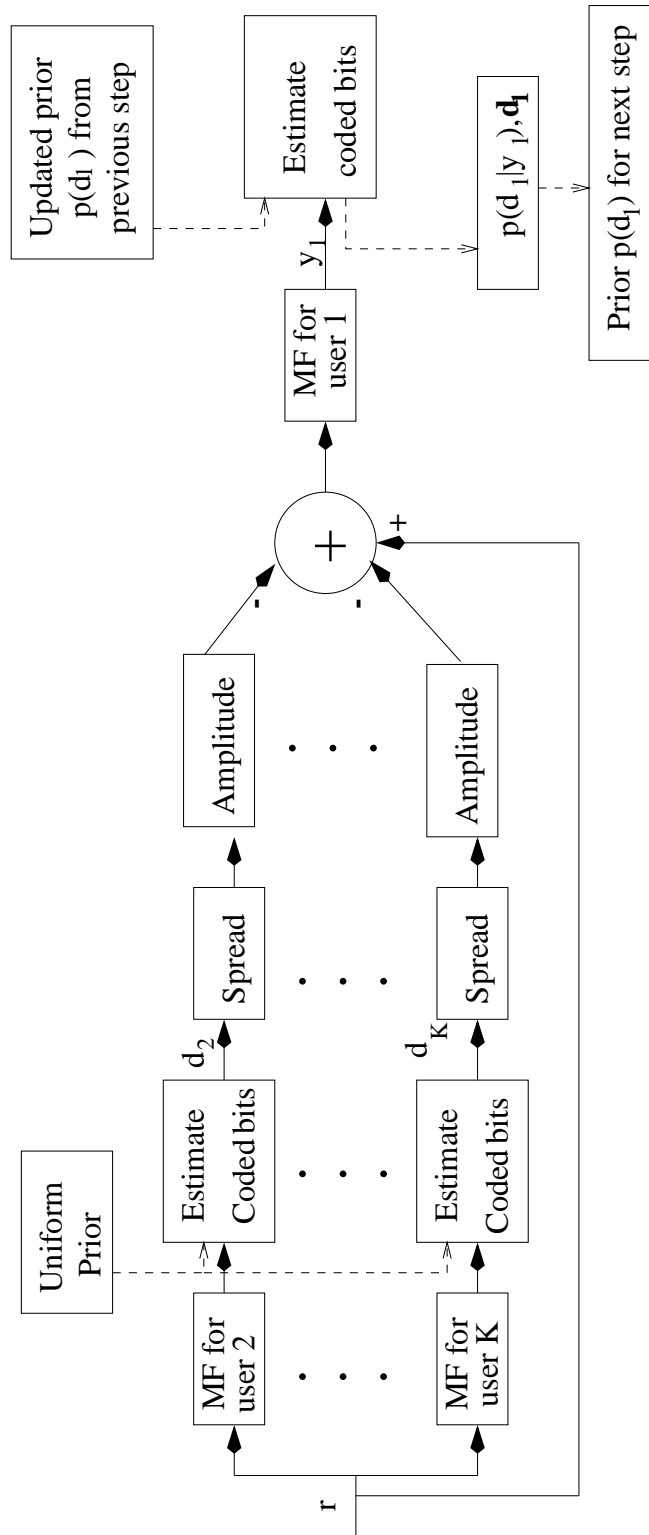 Uniform
Prior
Updated prior
p(d1 ) from
previous step
r
MF for
user 2
Estimate
Coded bits
d2
Spread
Amplitude
-
. . .
. . .
. . .
. . .
MF for
user K
Estimate
Coded bits
dK
Spread
Amplitude
-
+
+
MF for
user 1
y1
Estimate
coded bits
p(d 1|y 1), d1
Prior p(d1) for next step